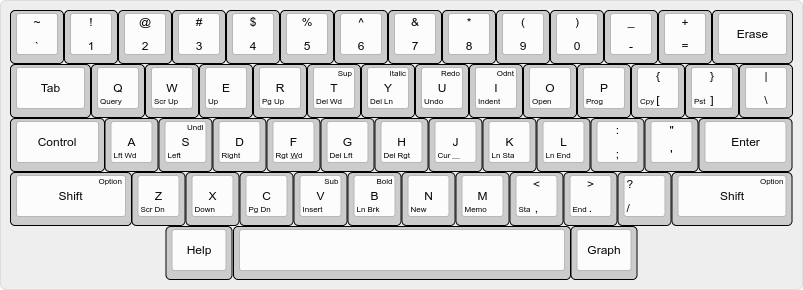 ~ ! @ # $ % ^ & * ( ) _ +
` 1 2 3 4 5 6 7 8 9 0 - = Erase
Sup Italic Redo Odnt
Tab Q W E R T Y U I O P { [ } ] | \
Query Scr Up Up Pg Up Del Wd Del Ln Undo Indent Open Prog Cpy Pst
Undl
Control A S D F G H J K L : ; " ' Enter
Lft Wd Left Right Rgt Wd Del Lft Del Rgt Cur __ Ln Sta Ln End
Option Sub Bold Option
Shift Z X C V B N M < , > . ? / Shift
Scr Dn Down Pg Dn Insert Ln Brk New Memo Sta End
Help Graph